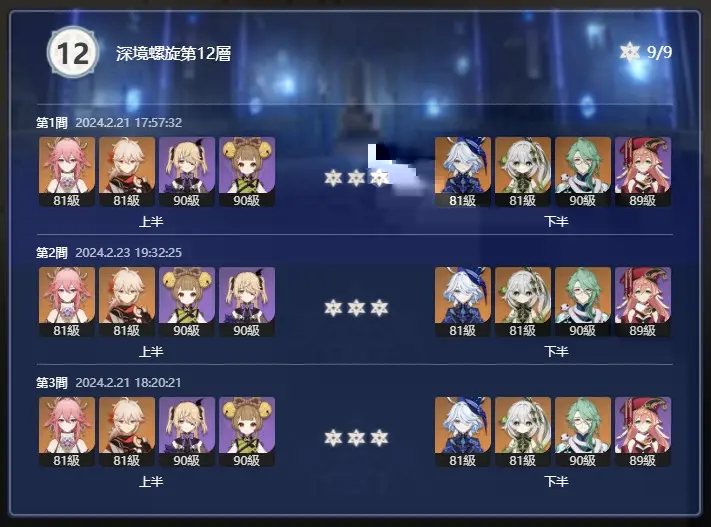 12 深境螺旋第12層 9/9
第1間 2024.2.21 17:57:32
81級 81級 90級 90級 81級 81級 90級 89級
上半 下半
第2間 2024.2.23 19:32:25
81級 81級 90級 90級 81級 81級 90級 89級
上半 下半
第3間 2024.2.21 18:20:21
81級 81級 90級 90級 81級 81級 90級 89級
上半 下半